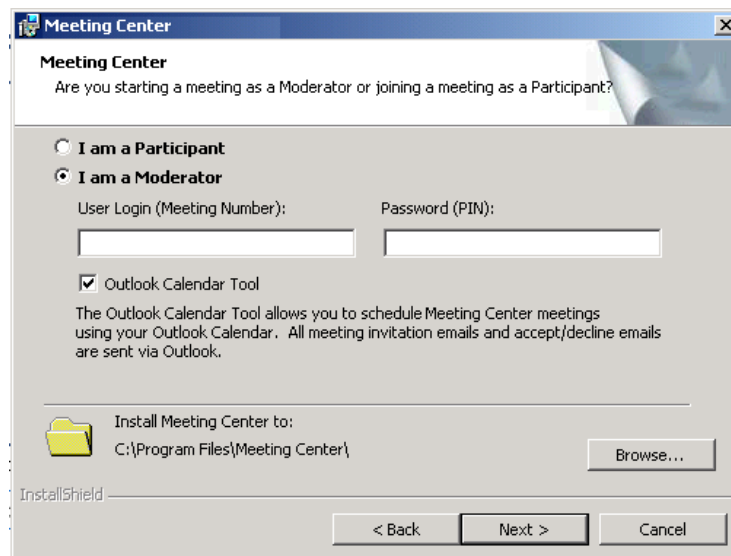 Meeting Center
Meeting Center
Are you starting a meeting as a Moderator or joining a meeting as a Participant?
I am a Participant
I am a Moderator
User Login (Meeting Number):
Password (PIN):
Outlook Calendar Tool
The Outlook Calendar Tool allows you to schedule Meeting Center meetings
using your Outlook Calendar. All meeting invitation emails and accept/decline emails
are sent via Outlook.
Install Meeting Center to:
C:\Program Files\Meeting Center\
Browse...
InstallShield
< Back
Next >
Cancel